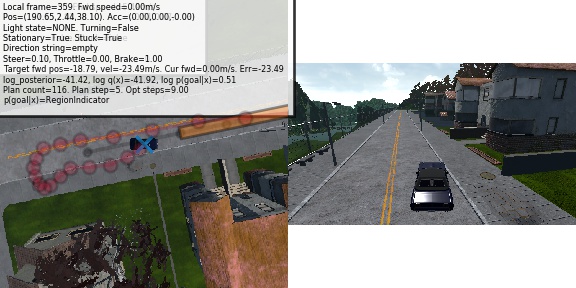 Local frame=359: Fwd speed=0.00m/s
Pos=(190.65,2.44,38.10). Acc=(0.00,0.00,-0.00)
Light state=NONE. Turning=False
Stationary=True. Stuck=True
Direction string=empty
Steer=0.10, Throttle=0.00, Brake=1.00
Target fwd pos=-18.79, vel=-23.49m/s. Cur fwd=0.00m/s. Err=-23.49
log_posterior=-41.42, log q(x)=-41.92, log p(goal|x)=0.51
Plan count=116. Plan step=5. Opt steps=9.00
p(goal|x)=RegionIndicator